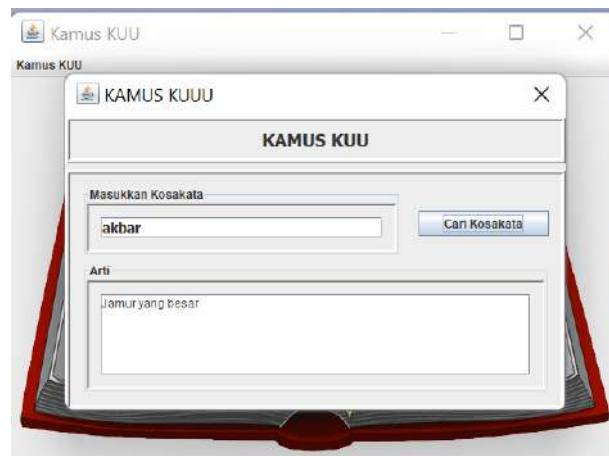 Kamus KUU
Kamus KUU
KAMUS KUUU
KAMUS KUU
Masukkan Kosakata
akbar
Cari Kosakata
Arti
Jamur yang besar